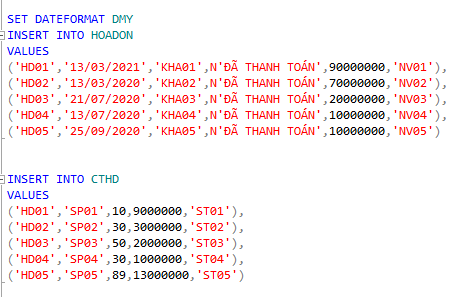 SET DATEFORMAT DMY
INSERT INTO HOADON
VALUES
('HD01','13/03/2021','KHA01',N'ĐÃ THANH TOÁN',90000000,'NV01'),
('HD02','13/03/2020','KHA02',N'ĐÃ THANH TOÁN',70000000,'NV02'),
('HD03','21/07/2020','KHA03',N'ĐÃ THANH TOÁN',20000000,'NV03'),
('HD04','13/07/2020','KHA04',N'ĐÃ THANH TOÁN',10000000,'NV04'),
('HD05','25/09/2020','KHA05',N'ĐÃ THANH TOÁN',10000000,'NV05')
INSERT INTO CTHD
VALUES
('HD01','SP01',10,9000000,'ST01'),
('HD02','SP02',30,3000000,'ST02'),
('HD03','SP03',50,2000000,'ST03'),
('HD04','SP04',30,1000000,'ST04'),
('HD05','SP05',89,13000000,'ST05')